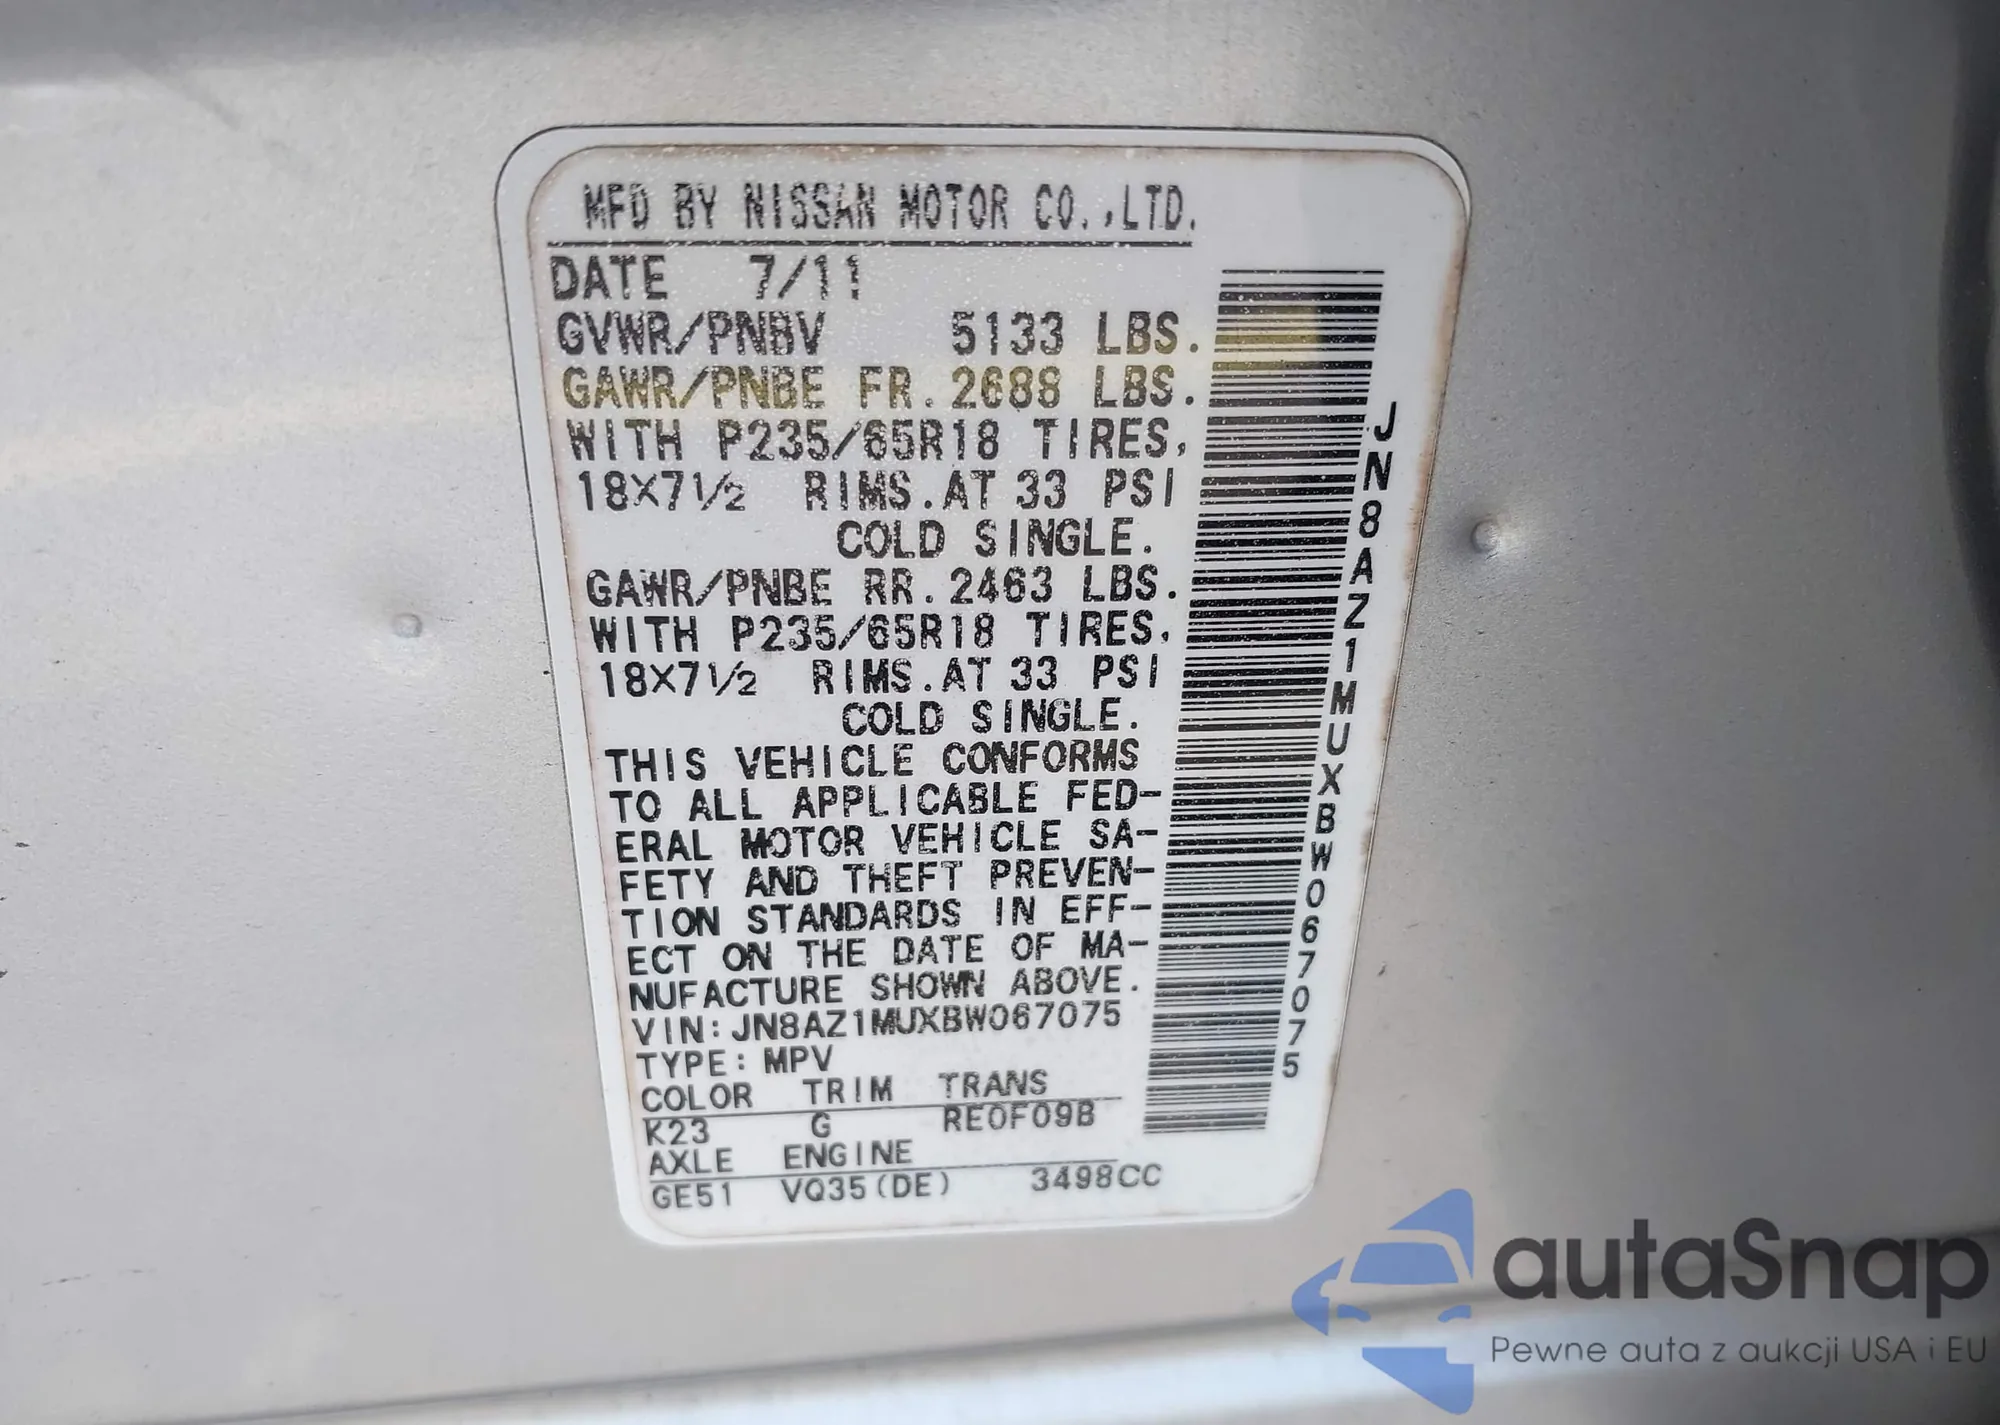 MFD BY NISSAN MOTOR CO.,LTD.
DATE 7/11
GVWR/PNBV 5133 LBS.
GAWR/PNBE FR. 2688 LBS.
WITH P235/65R18 TIRES,
18×7½ RIMS.AT 33 PSI
COLD SINGLE.
GAWR/PNBE RR. 2463 LBS.
WITH P235/65R18 TIRES,
18×7½ RIMS.AT 33 PSI
COLD SINGLE.
THIS VEHICLE CONFORMS
TO ALL APPLICABLE FED-
ERAL MOTOR VEHICLE SA-
FETY AND THEFT PREVEN-
TION STANDARDS IN EFF-
ECT ON THE DATE OF MA-
NUFACTURE SHOWN ABOVE.
VIN:JN8AZ1MUXBW067075
TYPE:MPV
COLOR TRIM TRANS
K23 G RE0F09B
AXLE ENGINE
GE51 VQ35(DE) 3498CC
JN8AZ1MUXBW067075
autaSnap
Pewne auta z aukcji USA i EU